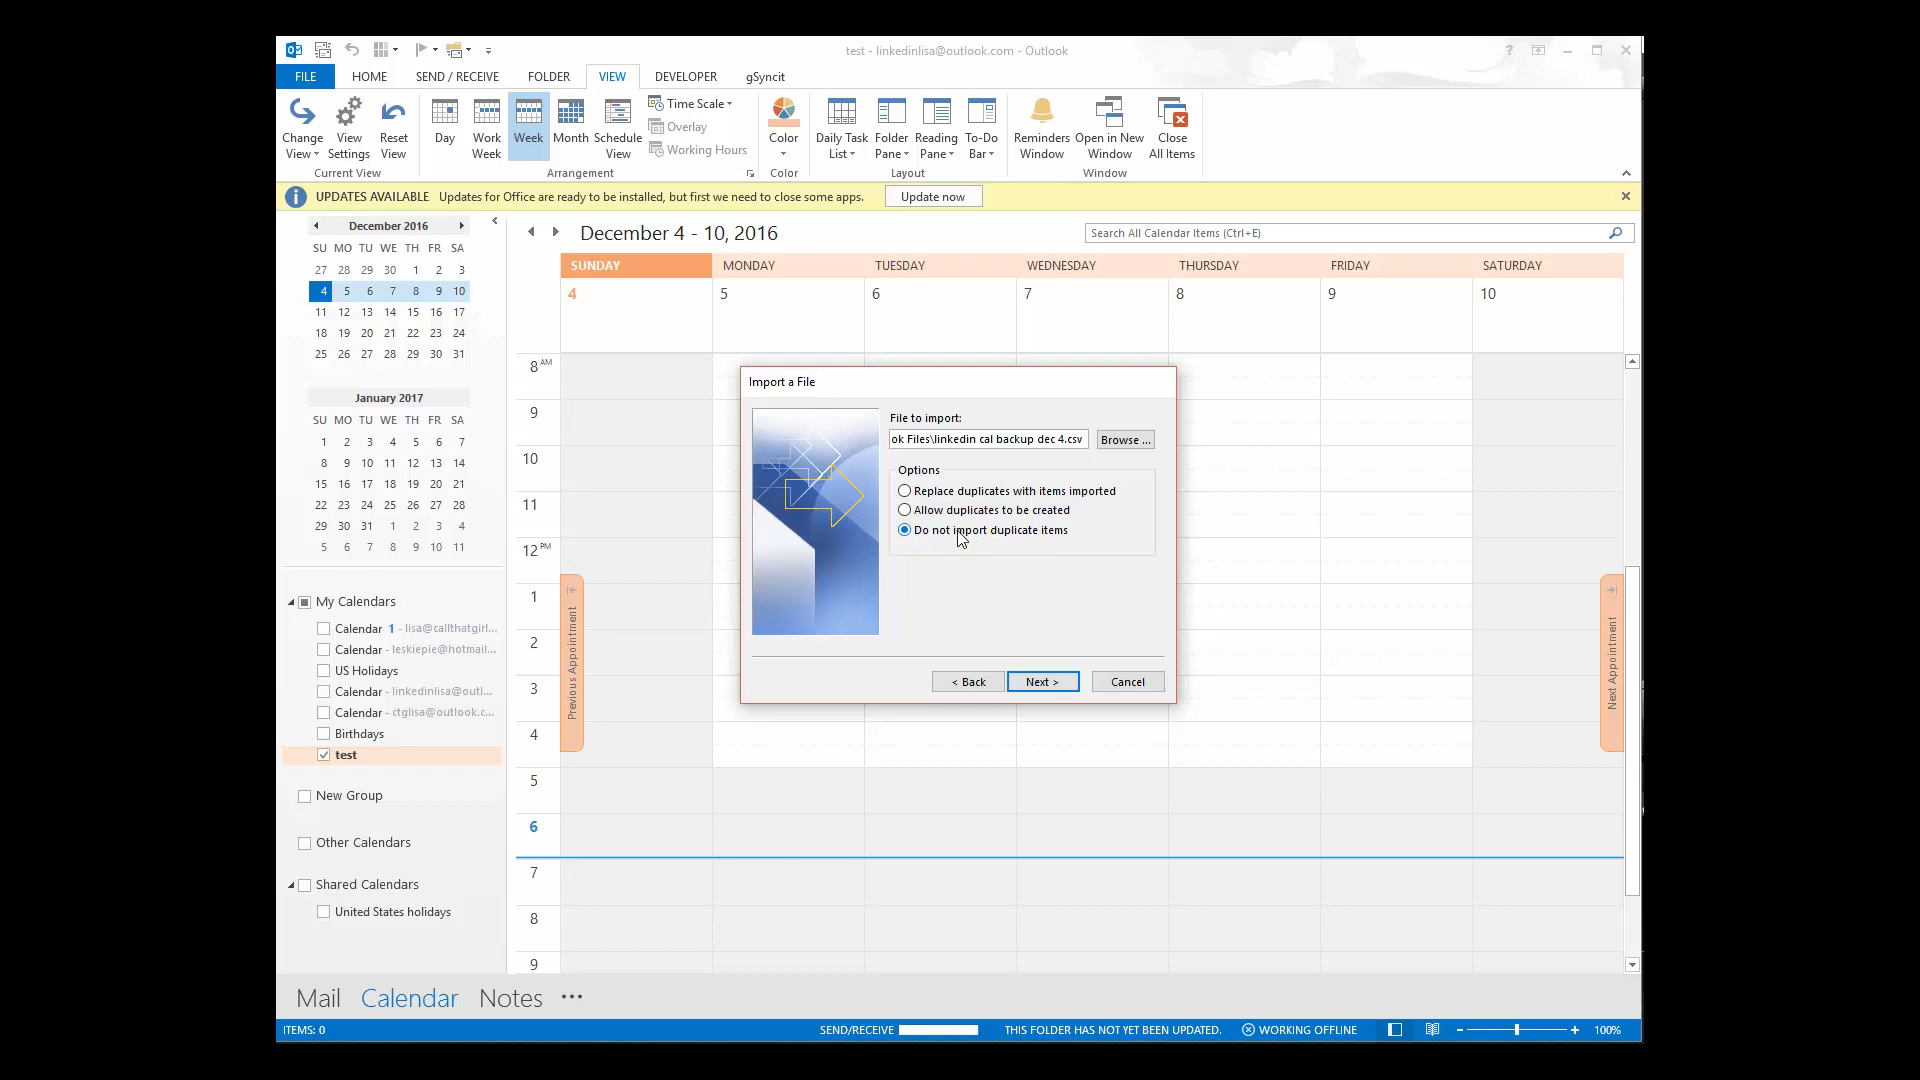 test - linkedinlisa@outlook.com - Outlook
FILE HOME SEND / RECEIVE FOLDER VIEW DEVELOPER gSyncit
Change View View Settings Reset View
Current View
Day Work Week Week Month Schedule View
Time Scale
Overlay
Working Hours
Arrangement
Color
Color
Daily Task List Folder Pane Reading Pane To-Do Bar
Layout
Reminders Window Open in New Window Close All Items
Window
UPDATES AVAILABLE Updates for Office are ready to be installed, but first we need to close some apps. Update now
December 2016
SU MO TU WE TH FR SA
27 28 29 30 1 2 3
4 5 6 7 8 9 10
11 12 13 14 15 16 17
18 19 20 21 22 23 24
25 26 27 28 29 30 31
January 2017
SU MO TU WE TH FR SA
1 2 3 4 5 6 7
8 9 10 11 12 13 14
15 16 17 18 19 20 21
22 23 24 25 26 27 28
29 30 31 1 2 3 4
5 6 7 8 9 10 11
My Calendars
Calendar 1 - lisa@callthatgirl...
Calendar - leskiepie@hotmail...
US Holidays
Calendar - linkedinlisa@outl...
Calendar - ctglisa@outlook.c...
Birthdays
test
New Group
Other Calendars
Shared Calendars
United States holidays
December 4 - 10, 2016
Search All Calendar Items (Ctrl+E)
SUNDAY MONDAY TUESDAY WEDNESDAY THURSDAY FRIDAY SATURDAY
4 5 6 7 8 9 10
8 AM
9
10
11
12 PM
1
2
3
4
5
6
7
8
9
Previous Appointment
Next Appointment
Import a File
File to import:
ok Files\linkedin cal backup dec 4.csv Browse ...
Options
Replace duplicates with items imported
Allow duplicates to be created
Do not import duplicate items
< Back Next > Cancel
Mail Calendar Notes ...
ITEMS: 0 SEND/RECEIVE THIS FOLDER HAS NOT YET BEEN UPDATED. WORKING OFFLINE 100%